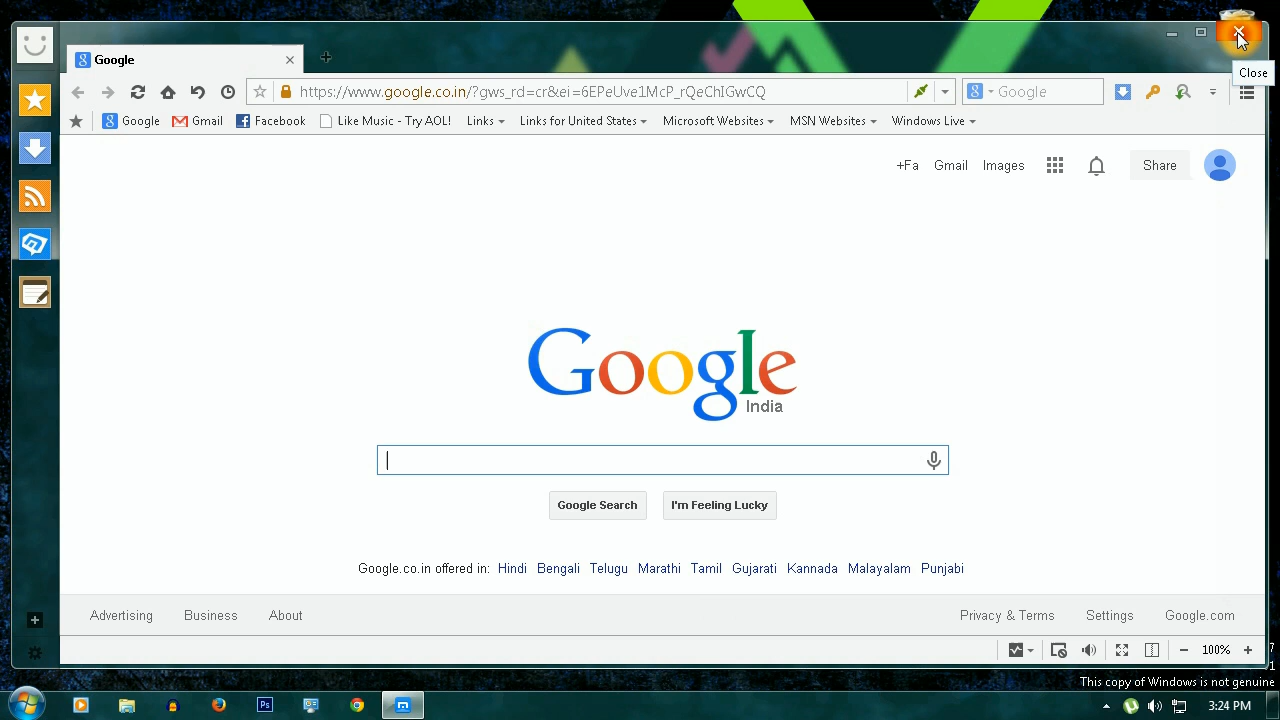 Close
Google
https://www.google.co.in/?gws_rd=cr&ei=6EPeUve1McP_rQeChIGwCQ
Google
Google Gmail Facebook Like Music - Try AOL! Links Links for United States Microsoft Websites MSN Websites Windows Live
+Fa Gmail Images Share
Google
India
Google Search I'm Feeling Lucky
Google.co.in offered in: Hindi Bengali Telugu Marathi Tamil Gujarati Kannada Malayalam Punjabi
Advertising Business About Privacy & Terms Settings Google.com
100%
7
1
This copy of Windows is not genuine
Ps
3:24 PM